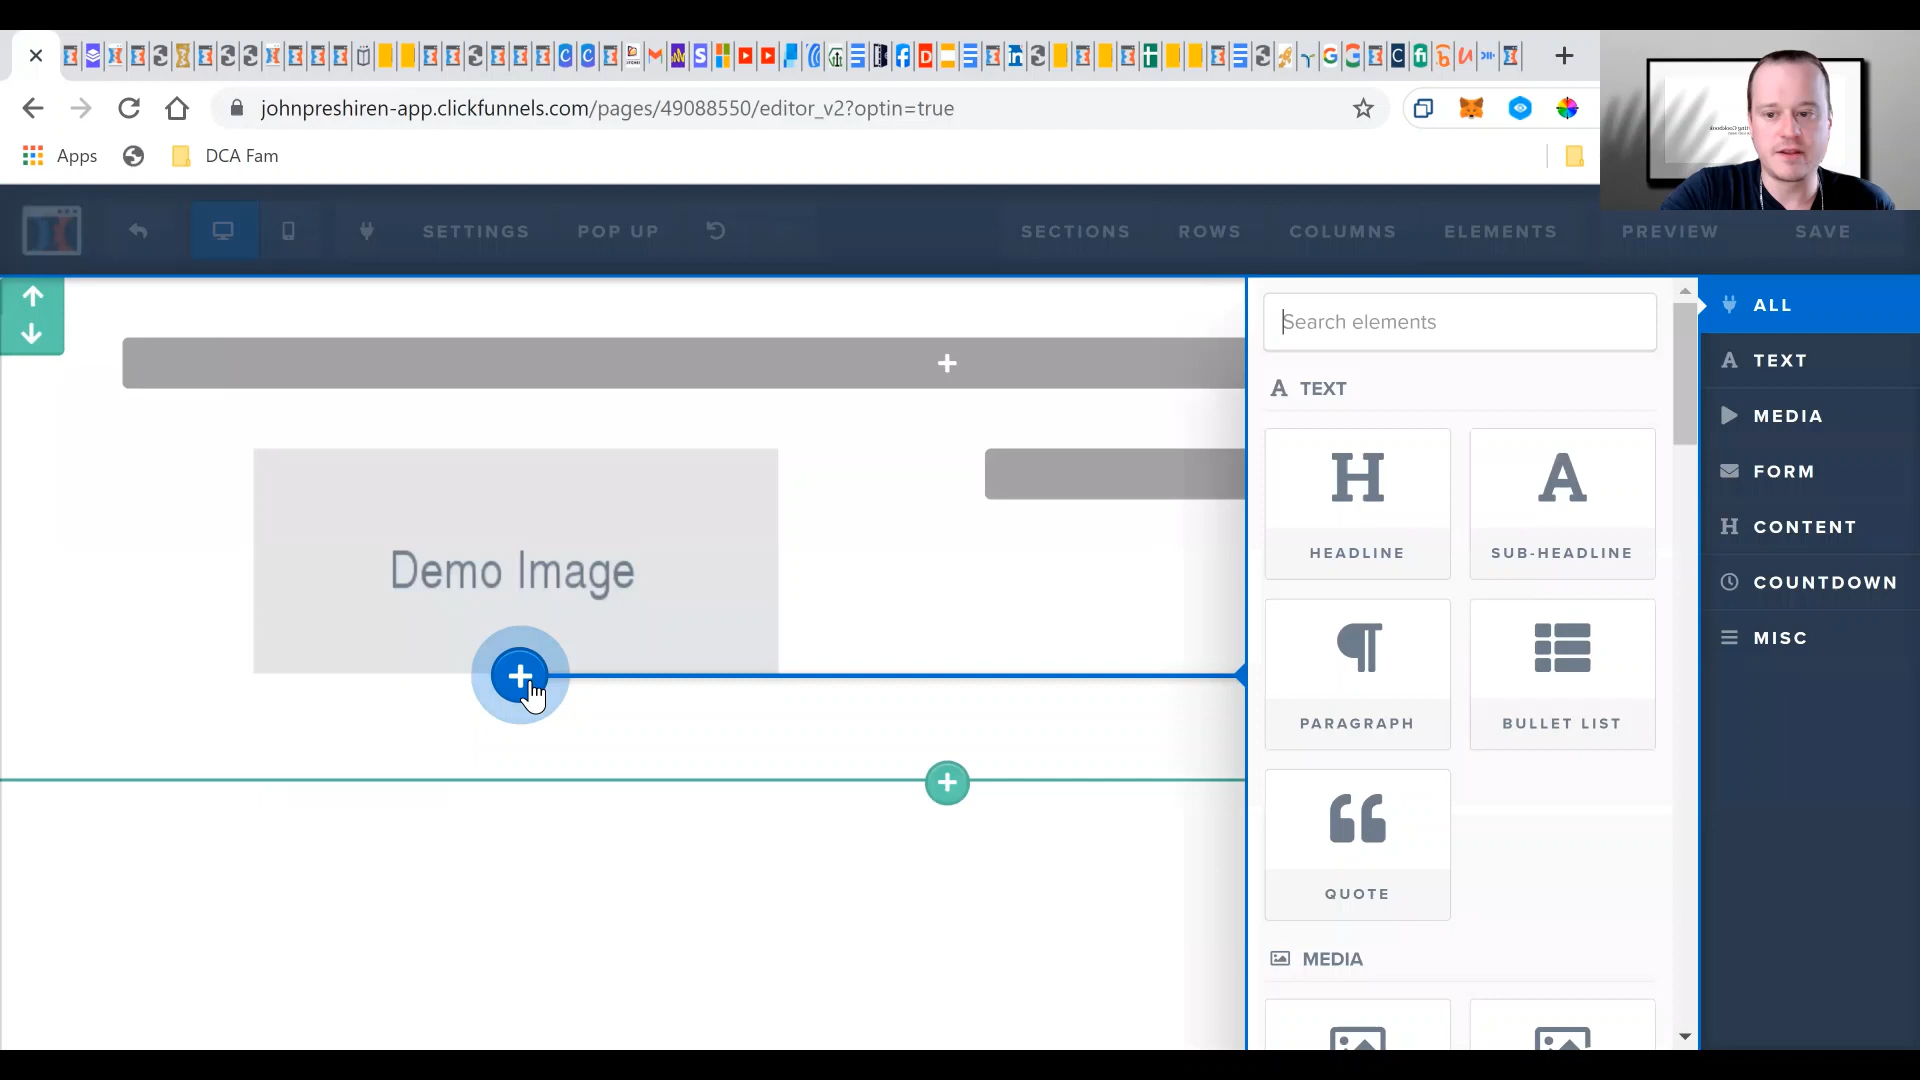 johnpreshiren-app.clickfunnels.com/pages/49088550/editor_v2?optin=true
Apps
DCA Fam
SETTINGS
POP UP
SECTIONS
ROWS
COLUMNS
ELEMENTS
PREVIEW
SAVE
Search elements
ALL
TEXT
MEDIA
FORM
CONTENT
COUNTDOWN
MISC
TEXT
HEADLINE
SUB-HEADLINE
PARAGRAPH
BULLET LIST
QUOTE
MEDIA
Demo Image